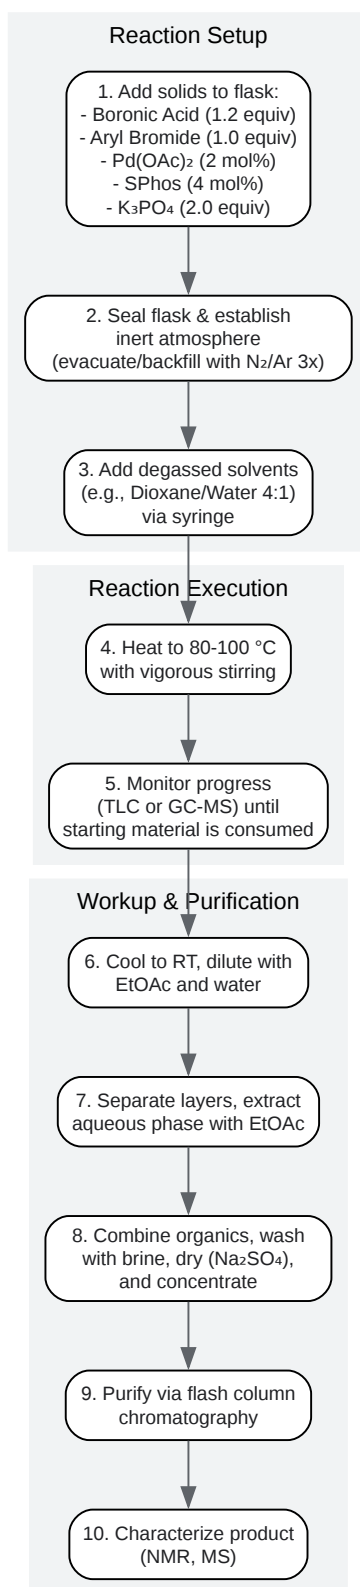 Reaction Setup
1. Add solids to flask:
- Boronic Acid (1.2 equiv)
- Aryl Bromide (1.0 equiv)
- Pd(OAc)₂ (2 mol%)
- SPhos (4 mol%)
- K₃PO₄ (2.0 equiv)
2. Seal flask & establish
inert atmosphere
(evacuate/backfill with N₂/Ar 3x)
3. Add degassed solvents
(e.g., Dioxane/Water 4:1)
via syringe
Reaction Execution
4. Heat to 80-100 °C
with vigorous stirring
5. Monitor progress
(TLC or GC-MS) until
starting material is consumed
Workup & Purification
6. Cool to RT, dilute with
EtOAc and water
7. Separate layers, extract
aqueous phase with EtOAc
8. Combine organics, wash
with brine, dry (Na₂SO₄),
and concentrate
9. Purify via flash column
chromatography
10. Characterize product
(NMR, MS)